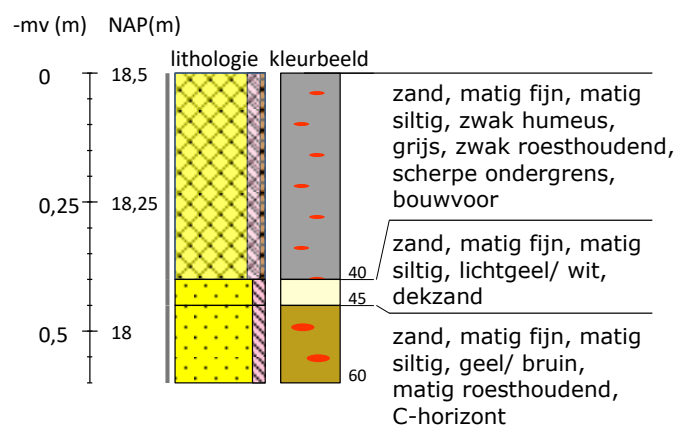 -mv (m) NAP(m)
lithologie kleurbeeld
0 18,5
zand, matig fijn, matig
siltig, zwak humeus,
grijs, zwak roesthoudend,
scherpe ondergrens,
bouwvoor
0,25 18,25
40
zand, matig fijn, matig
siltig, lichtgeel/ wit,
dekzand
45
0,5 18
zand, matig fijn, matig
siltig, geel/ bruin,
matig roesthoudend,
C-horizont
60